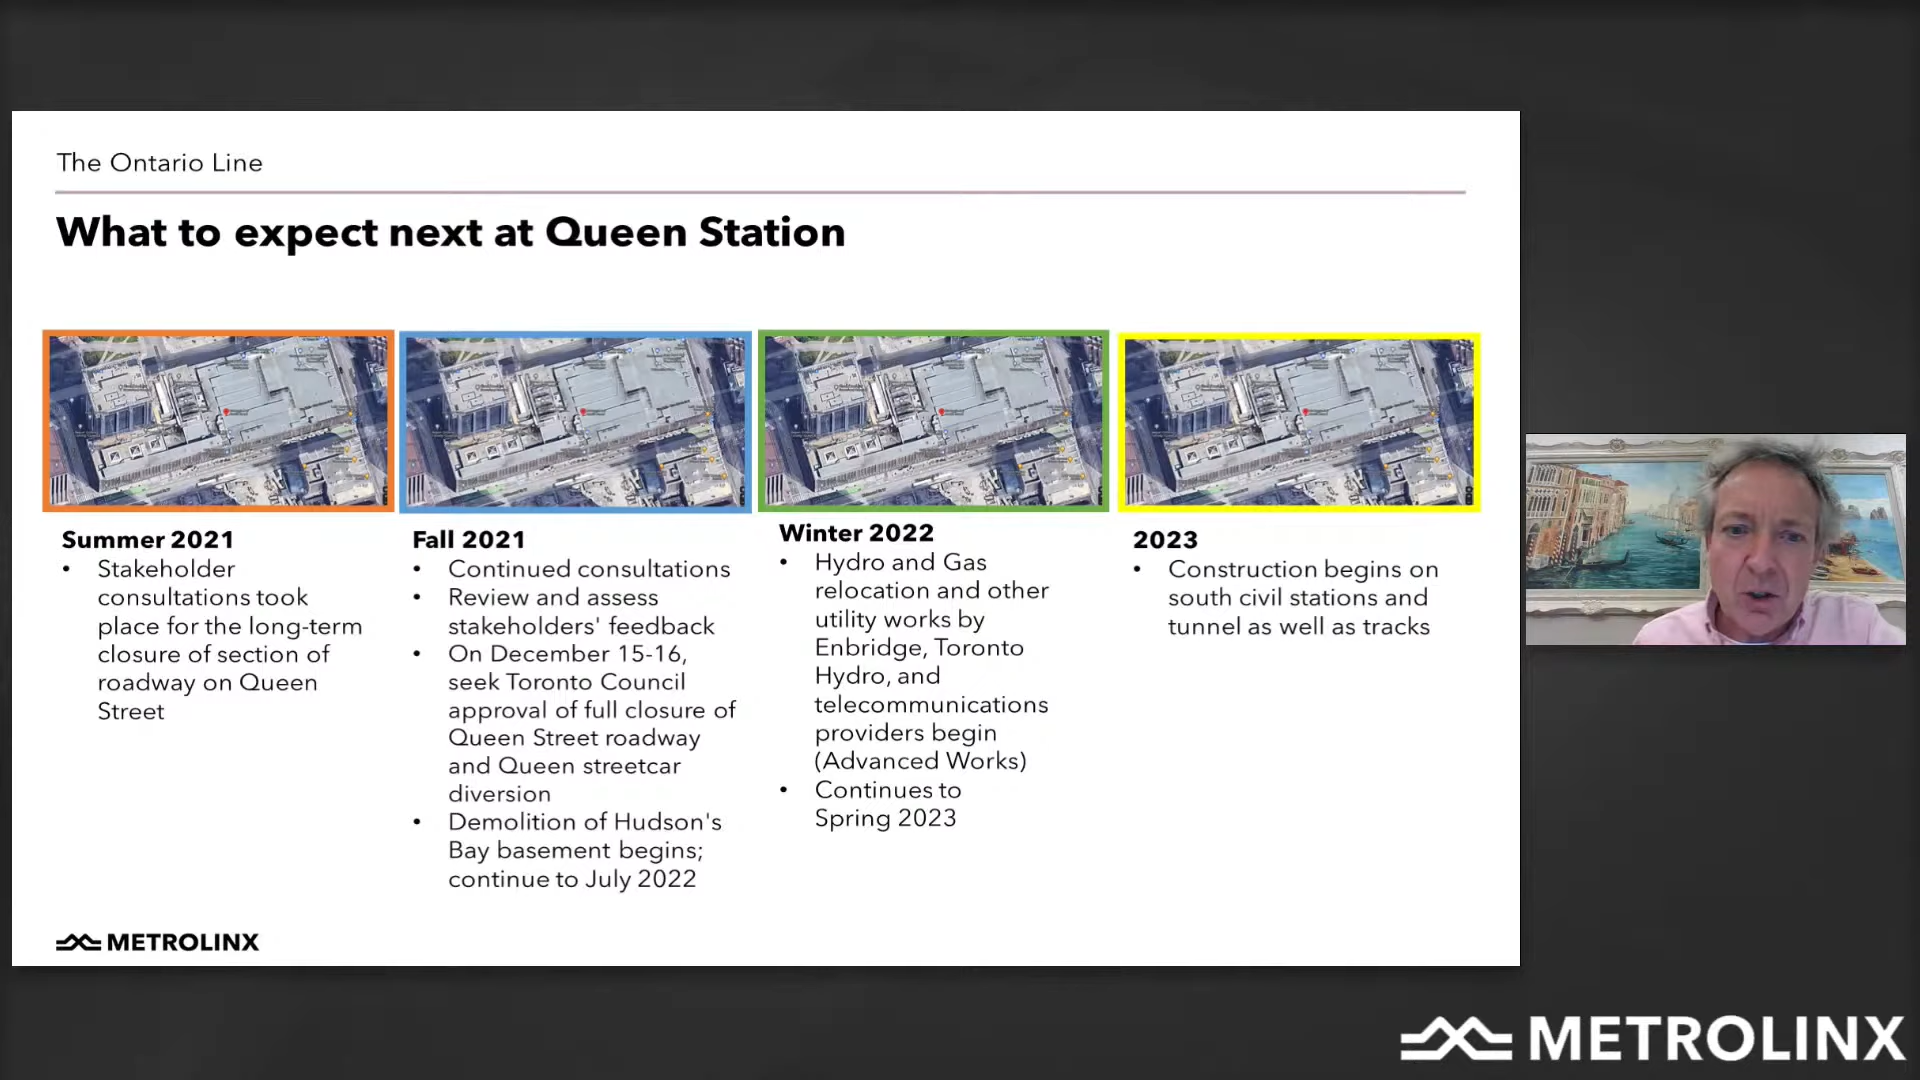 The Ontario Line
What to expect next at Queen Station
Summer 2021
• Stakeholder
consultations took
place for the long-term
closure of section of
roadway on Queen
Street
Fall 2021
• Continued consultations
• Review and assess
stakeholders' feedback
• On December 15-16,
seek Toronto Council
approval of full closure of
Queen Street roadway
and Queen streetcar
diversion
• Demolition of Hudson's
Bay basement begins;
continue to July 2022
Winter 2022
• Hydro and Gas
relocation and other
utility works by
Enbridge, Toronto
Hydro, and
telecommunications
providers begin
(Advanced Works)
• Continues to
Spring 2023
2023
• Construction begins on
south civil stations and
tunnel as well as tracks
METROLINX
METROLINX